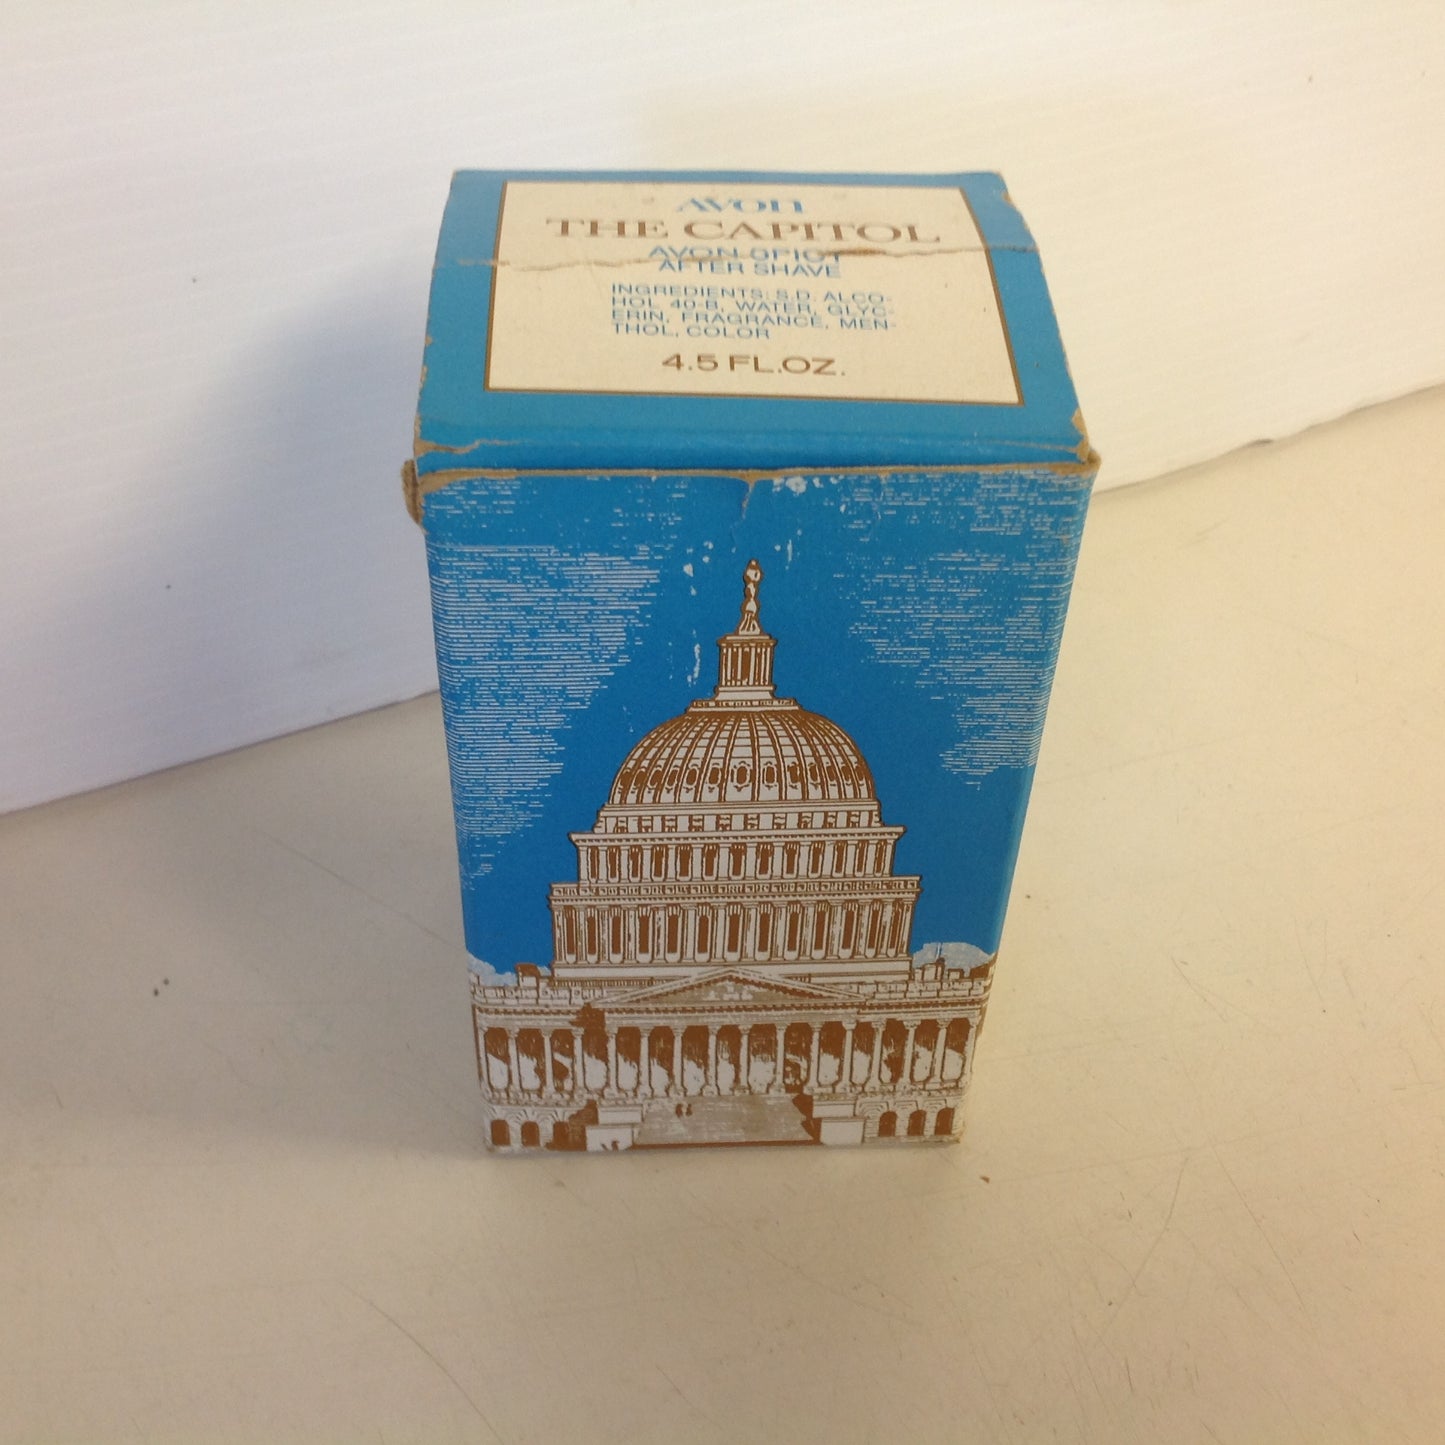 AVON
THE CAPITOL
AVON SPICY
AFTER SHAVE
INGREDIENTS: S.D. ALCO-
HOL 40-B, WATER, GLYC-
ERIN, FRAGRANCE, MEN-
THOL, COLOR
4.5 FL.OZ.